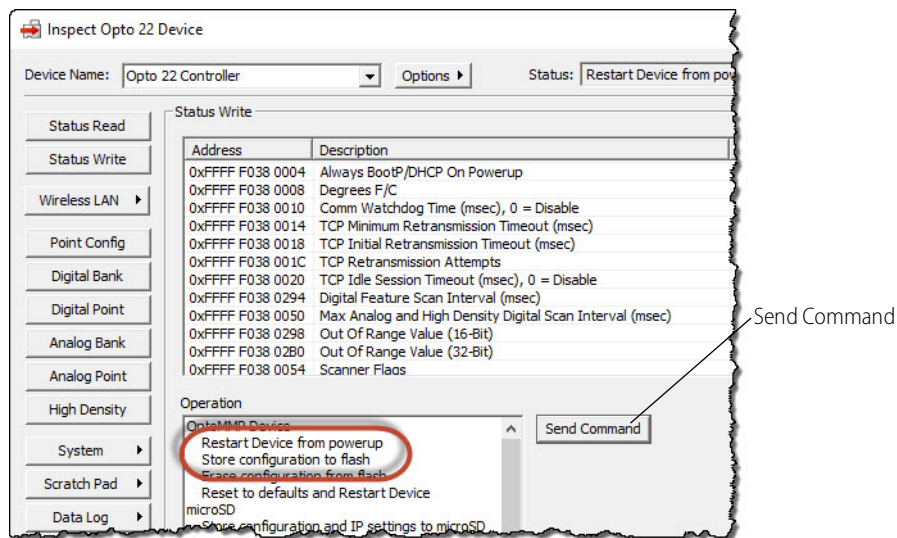 Inspect Opto 22 Device
Device Name: Opto 22 Controller Options Status: Restart Device from pow
Status Read
Status Write
Wireless LAN
Point Config
Digital Bank
Digital Point
Analog Bank
Analog Point
High Density
System
Scratch Pad
Data Log
Status Write
Address Description
0xFFFF F038 0004 Always BootP/DHCP On Powerup
0xFFFF F038 0008 Degrees F/C
0xFFFF F038 0010 Comm Watchdog Time (msec), 0 = Disable
0xFFFF F038 0014 TCP Minimum Retransmission Timeout (msec)
0xFFFF F038 0018 TCP Initial Retransmission Timeout (msec)
0xFFFF F038 001C TCP Retransmission Attempts
0xFFFF F038 0020 TCP Idle Session Timeout (msec), 0 = Disable
0xFFFF F038 0294 Digital Feature Scan Interval (msec)
0xFFFF F038 0050 Max Analog and High Density Digital Scan Interval (msec)
0xFFFF F038 0298 Out Of Range Value (16-Bit)
0xFFFF F038 02B0 Out Of Range Value (32-Bit)
0xFFFF F038 0054 Scanner Flags
Operation
OptoMMP Device
Restart Device from powerup
Store configuration to flash
Erase configuration from flash
Reset to defaults and Restart Device
microSD
Store configuration and IP settings to microSD
Send Command
Send Command